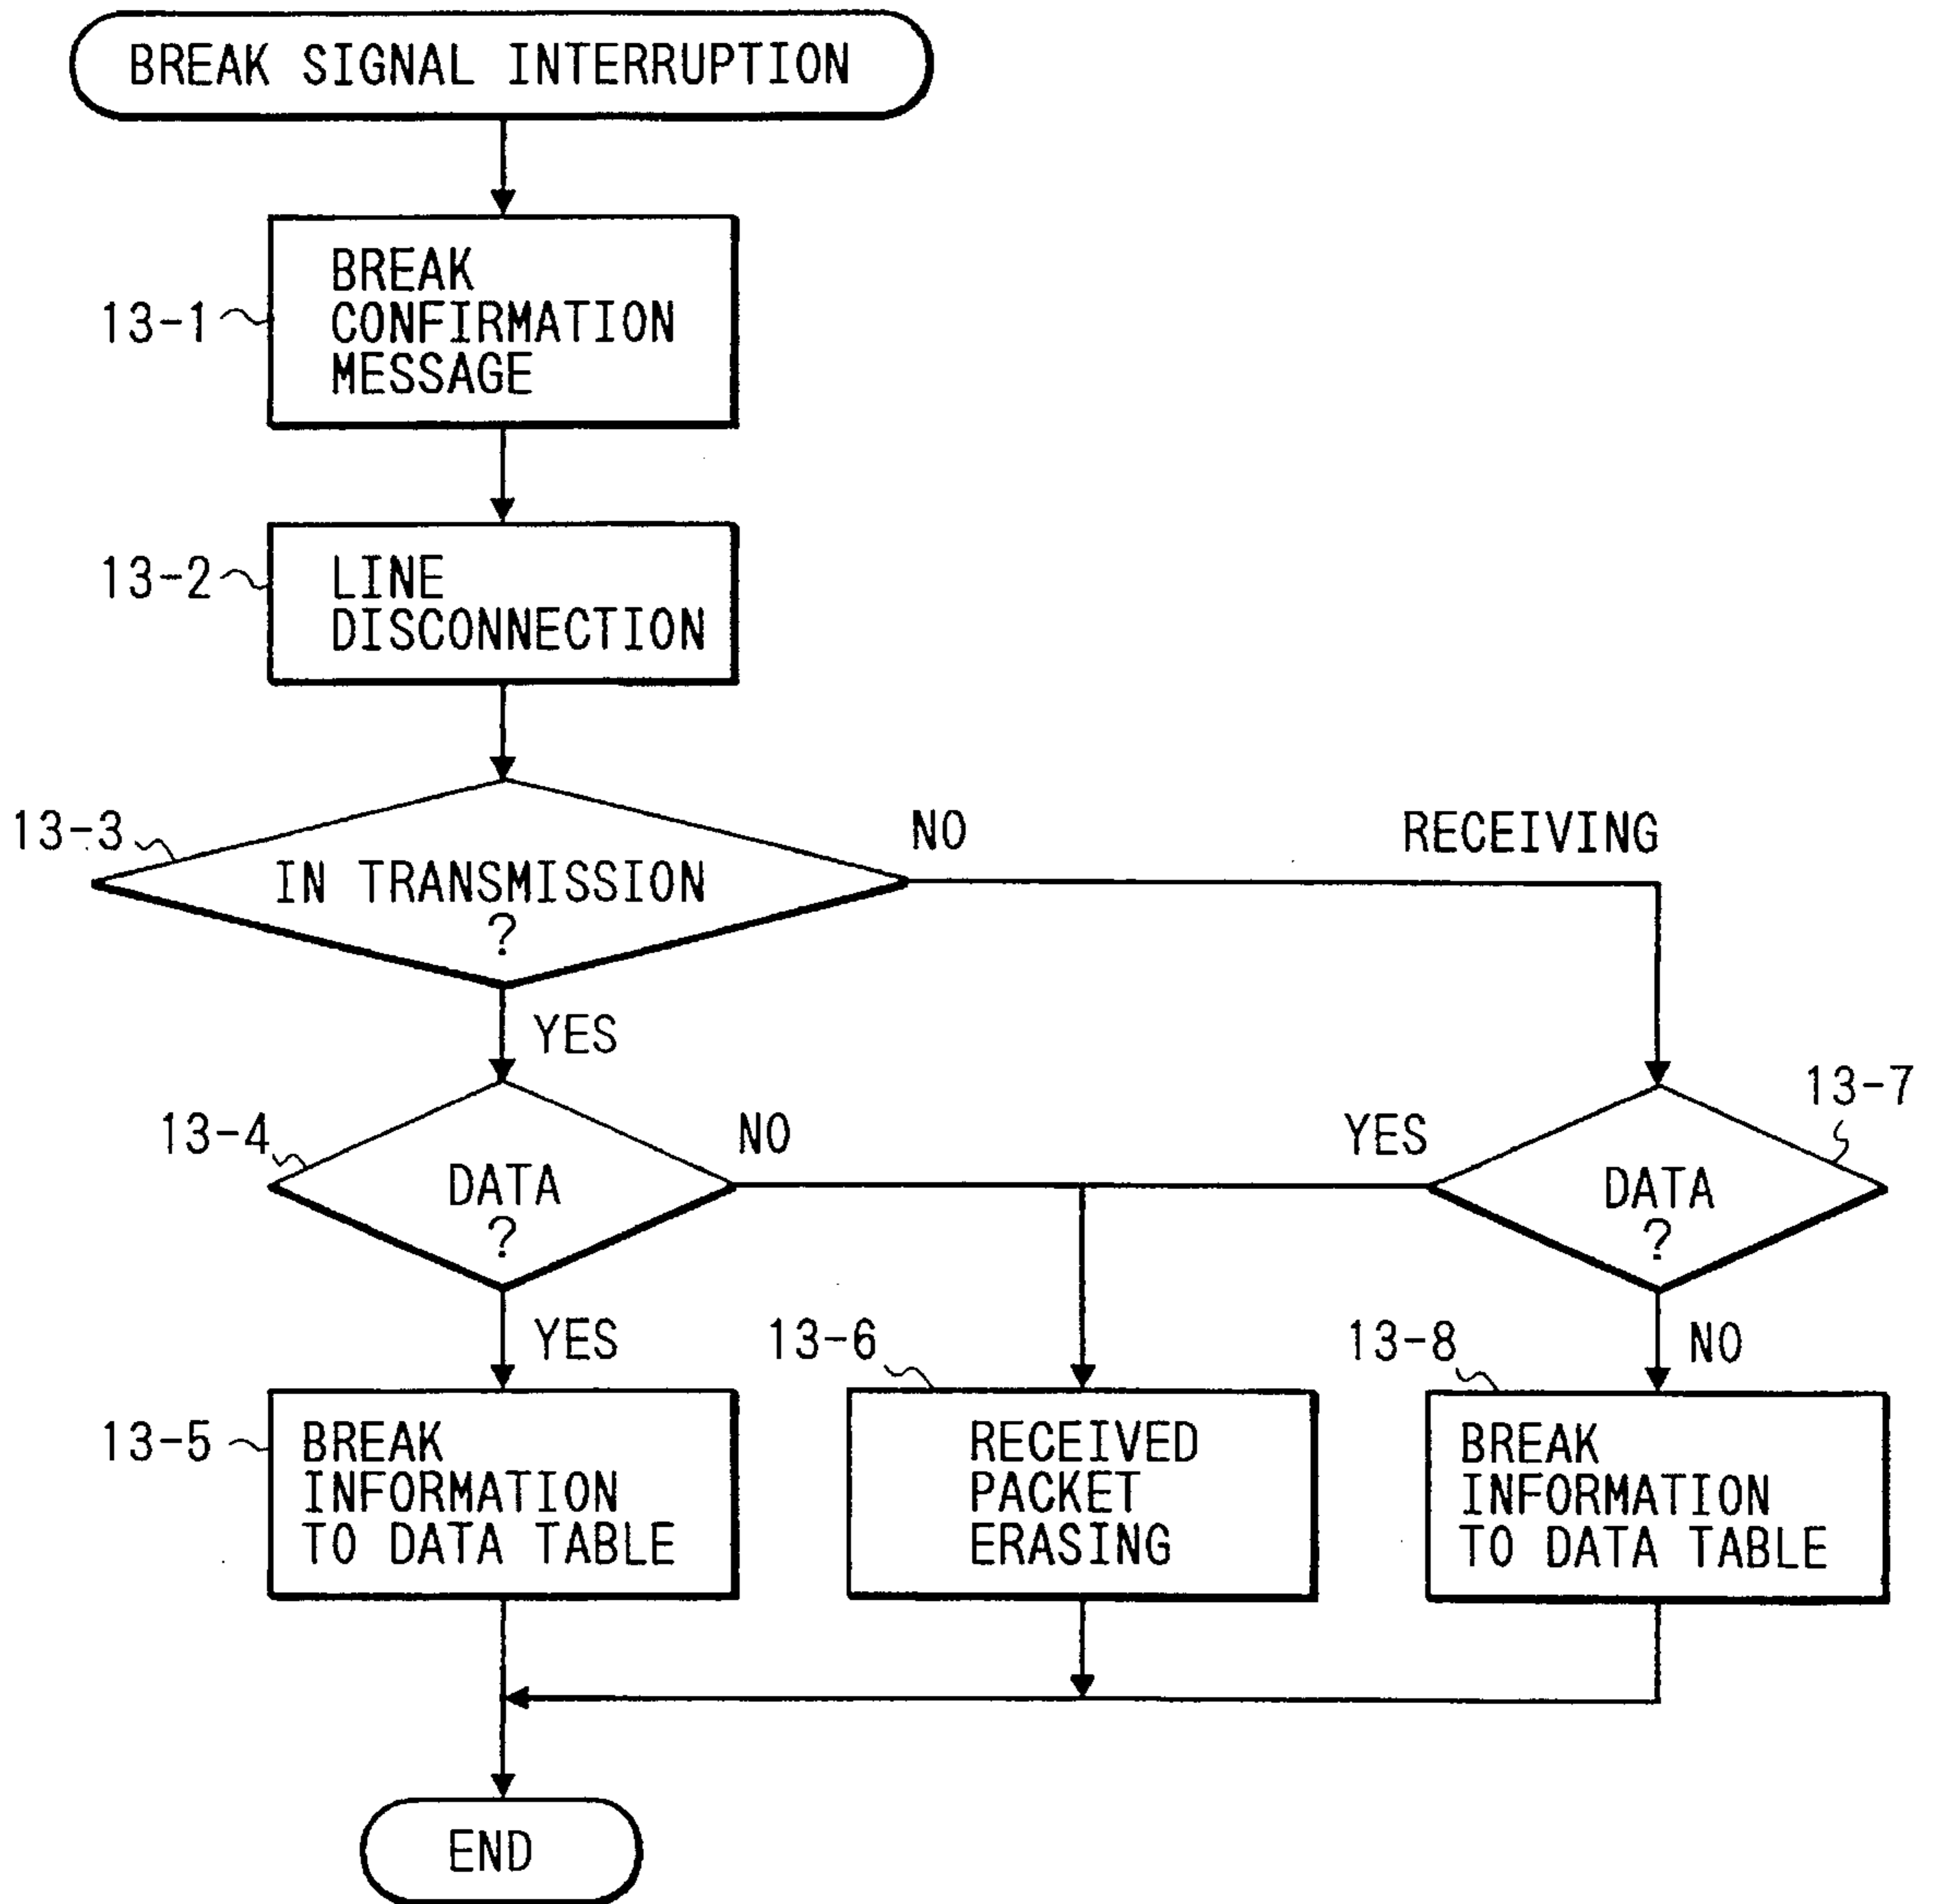 BREAK SIGNAL INTERRUPTION
13-1
BREAK
CONFIRMATION
MESSAGE
13-2
LINE
DISCONNECTION
13-3
IN TRANSMISSION
?
NO
RECEIVING
YES
13-4
DATA
?
NO
YES
13-7
DATA
?
YES
13-5
BREAK
INFORMATION
TO DATA TABLE
13-6
RECEIVED
PACKET
ERASING
13-8
NO
BREAK
INFORMATION
TO DATA TABLE
END